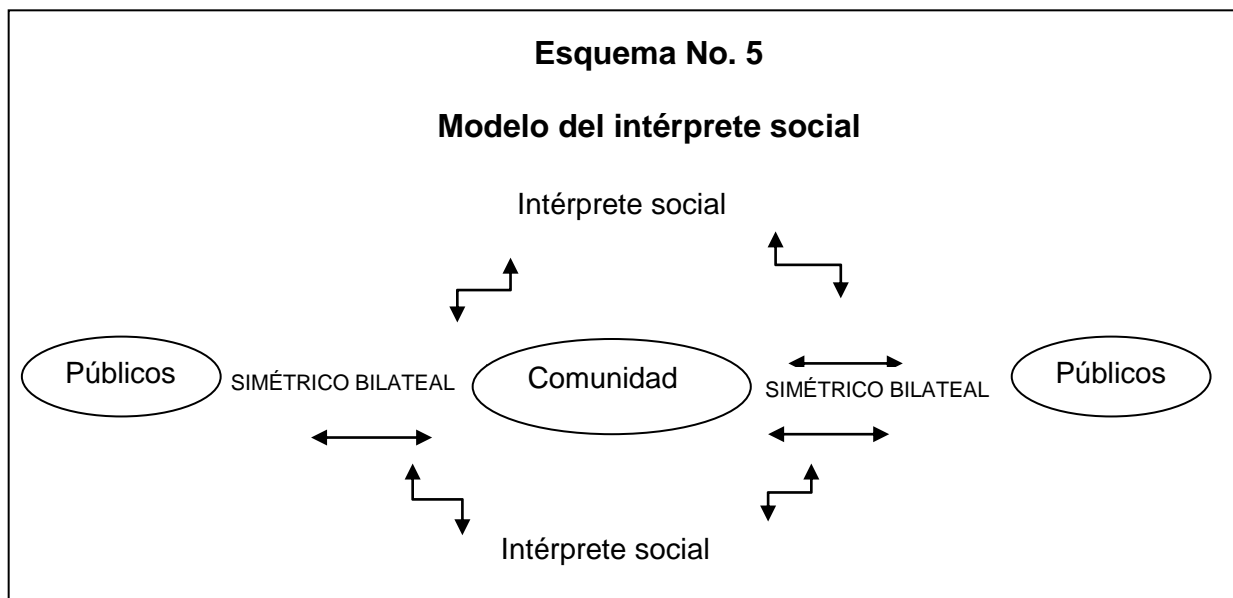 Esquema No. 5
Modelo del intérprete social
Intérprete social
Públicos
SIMÉTRICO BILATEAL
Comunidad
SIMÉTRICO BILATEAL
Públicos
Intérprete social